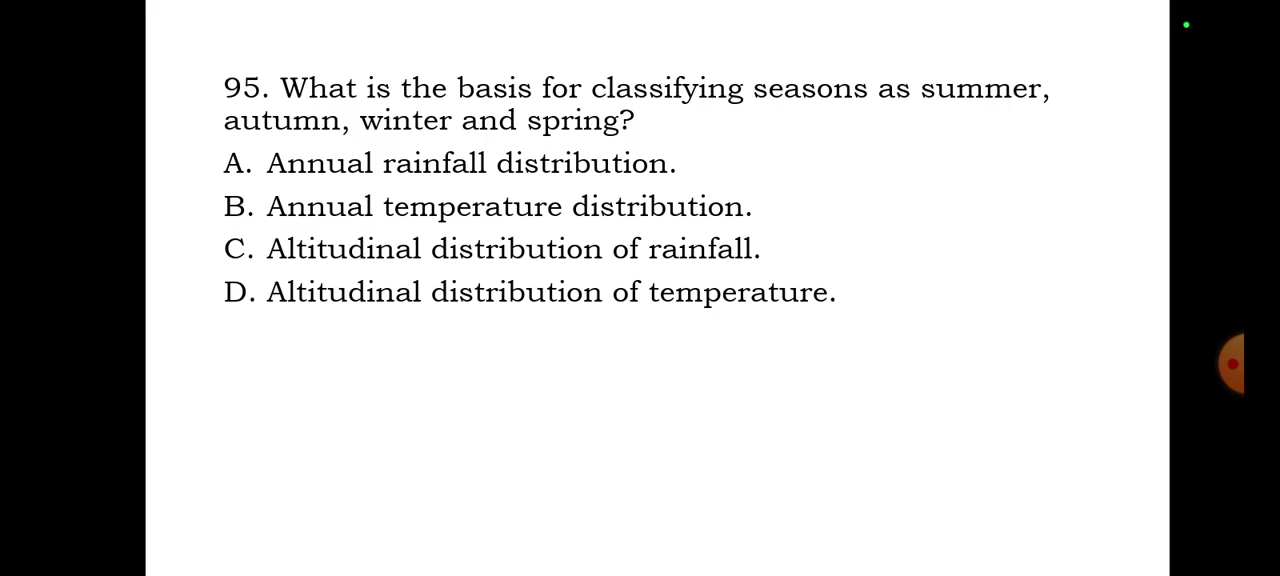 95. What is the basis for classifying seasons as summer,
autumn, winter and spring?
A. Annual rainfall distribution.
B. Annual temperature distribution.
C. Altitudinal distribution of rainfall.
D. Altitudinal distribution of temperature.